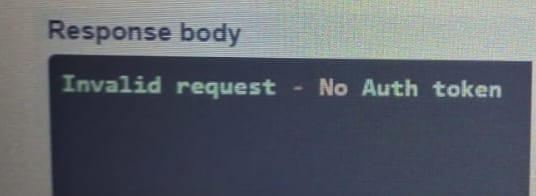 Response body
Invalid request - No Auth token